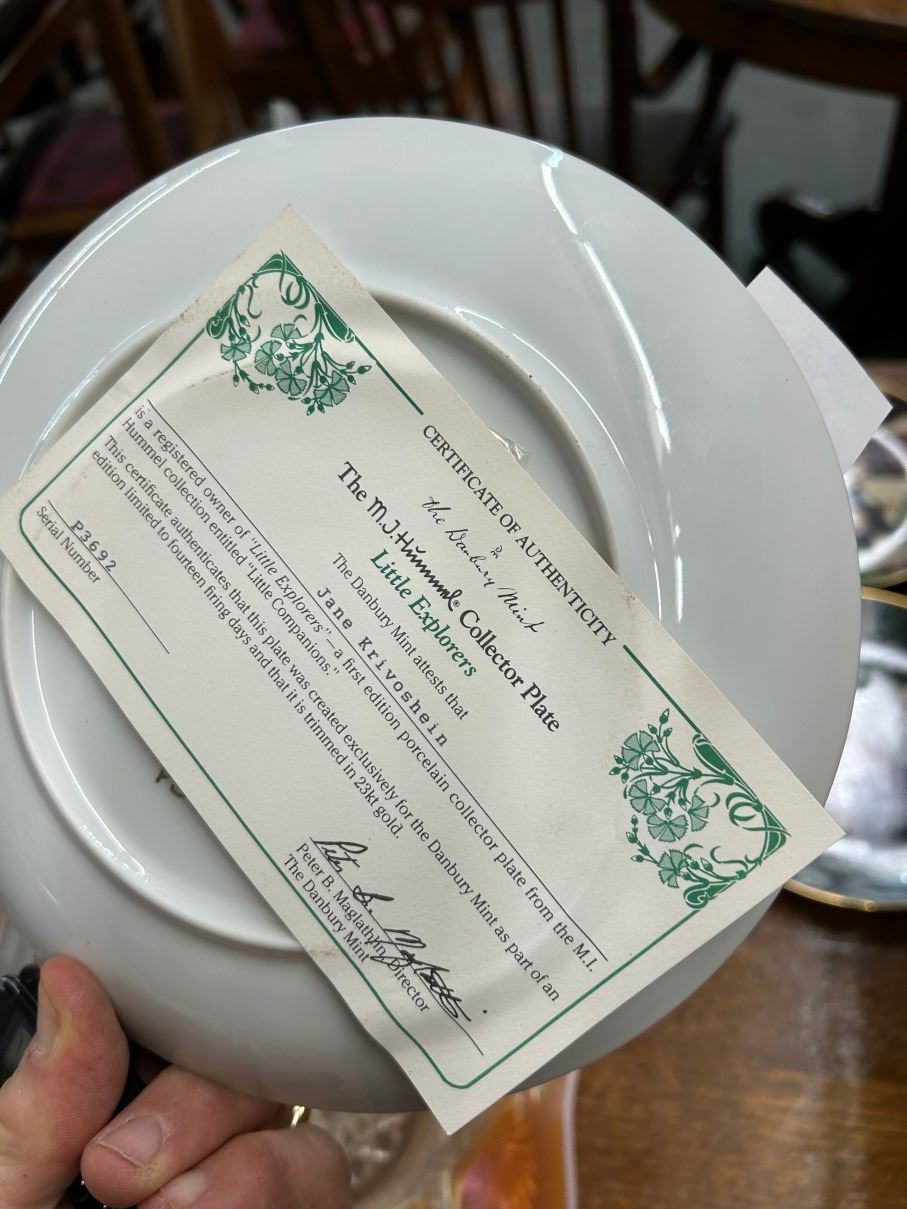 CERTIFICATE OF AUTHENTICITY
the Danbury Mint
The M.J.Hummel® Collector Plate
Little Explorers
The Danbury Mint attests that
Jane Krivoshein
is a registered owner of "Little Explorers"—a first edition porcelain collector plate from the M.I.
Hummel collection entitled "Little Companions."
This certificate authenticates that this plate was created exclusively for the Danbury Mint as part of an
edition limited to fourteen firing days and that it is trimmed in 23kt gold.
P3692
Serial Number
Peter B. Maglathlin, Director
The Danbury Mint